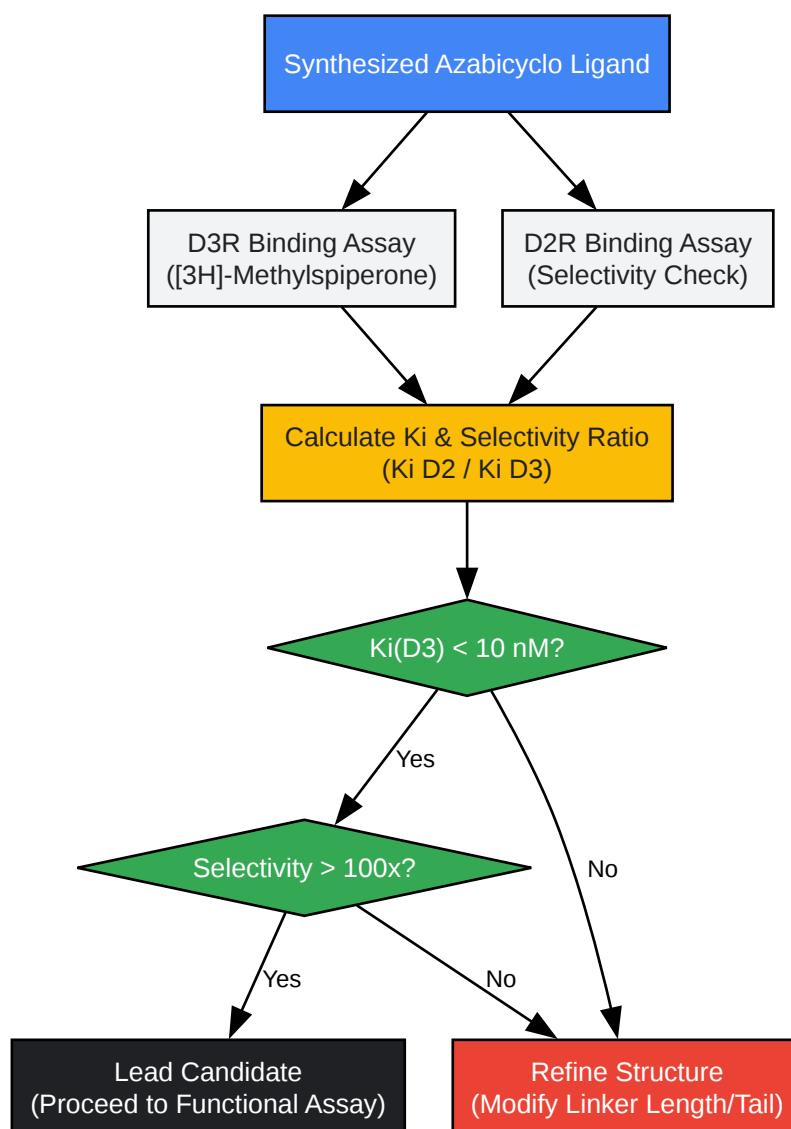 Synthesized Azabicyclo Ligand
D3R Binding Assay
([3H]-Methylspiperone)
D2R Binding Assay
(Selectivity Check)
Calculate Ki & Selectivity Ratio
(Ki D2 / Ki D3)
Ki(D3) < 10 nM?
Yes
Selectivity > 100x?
No
Yes
No
Lead Candidate
(Proceed to Functional Assay)
Refine Structure
(Modify Linker Length/Tail)